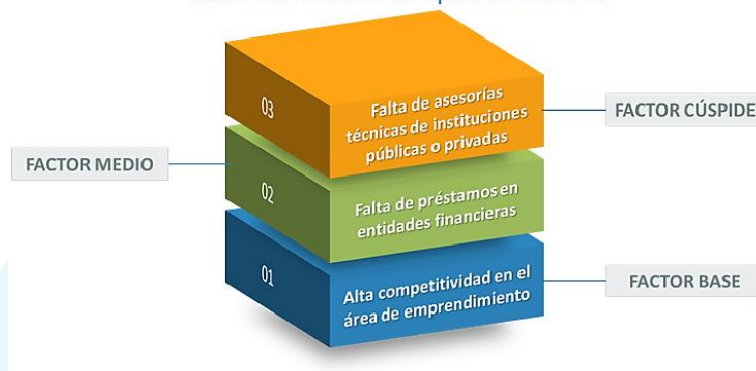 03
Falta de asesorías
técnicas de instituciones
públicas o privadas
FACTOR CÚSPIDE
FACTOR MEDIO
02
Falta de préstamos en
entidades financieras
01
Alta competitividad en el
área de emprendimiento
FACTOR BASE